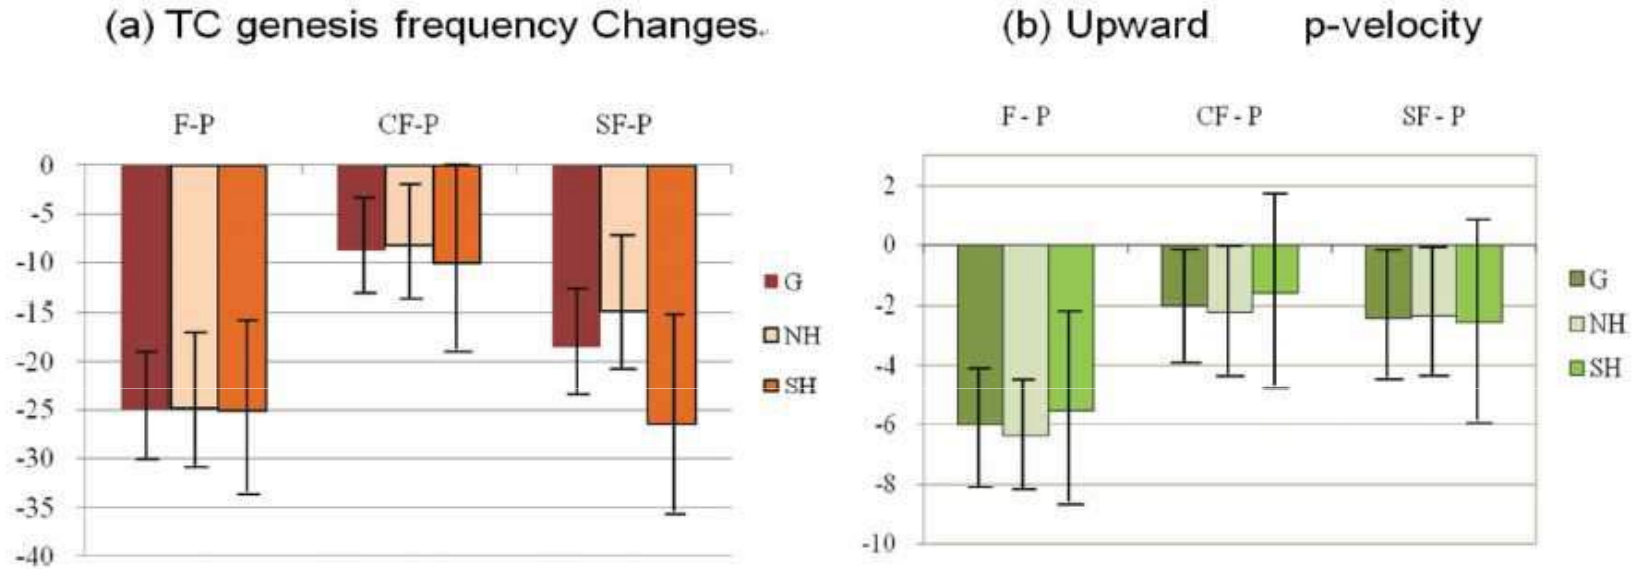 (a) TC genesis frequency Changes
F-P CF-P SF-P
0
-5
-10
-15
-20
-25
-30
-35
-40
G
NH
SH
(b) Upward p-velocity
F - P CF - P SF - P
2
0
-2
-4
-6
-8
-10
G
NH
SH